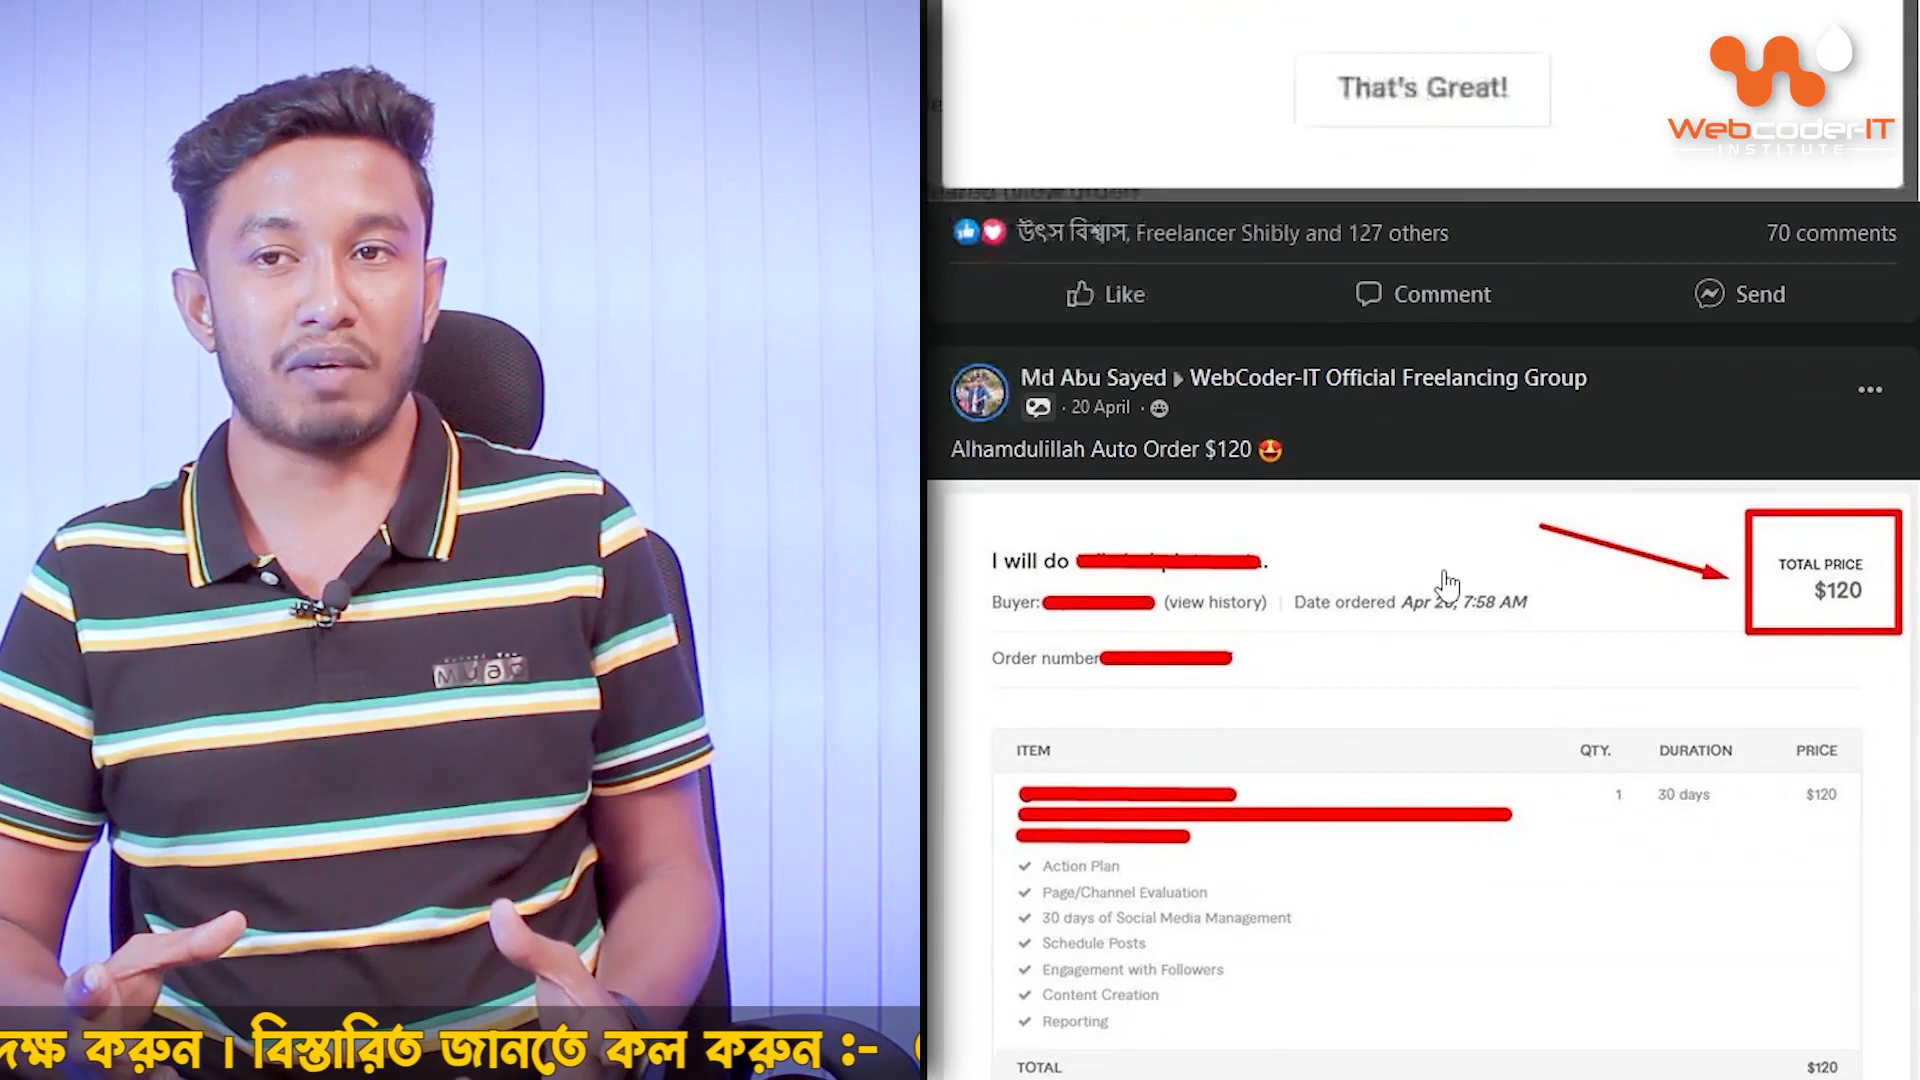 That's Great!
Webcoder-IT
INSTITUTE
উৎস বিশ্বাস, Freelancer Shibly and 127 others
70 comments
Like
Comment
Send
Md Abu Sayed WebCoder-IT Official Freelancing Group
· 20 April ·
Alhamdulillah Auto Order $120
TOTAL PRICE
$120
I will do
Buyer: (view history) Date ordered Apr 20, 7:58 AM
Order number
ITEM QTY. DURATION PRICE
1 30 days $120
Action Plan
Page/Channel Evaluation
30 days of Social Media Management
Schedule Posts
Engagement with Followers
Content Creation
Reporting
TOTAL $120
করুন । বিস্তারিত জানতে কল করুন :-